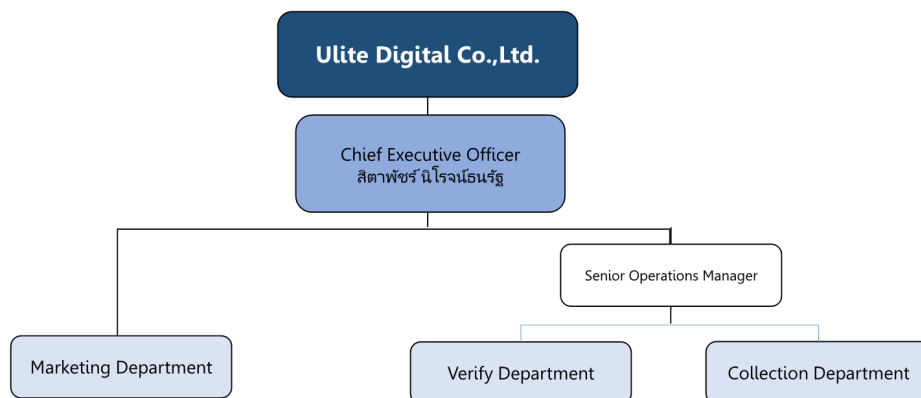 Ulite Digital Co.,Ltd.
Chief Executive Officer
สิตาพัชร์ นิโรจน์ธนรัฐ
Senior Operations Manager
Marketing Department
Verify Department
Collection Department